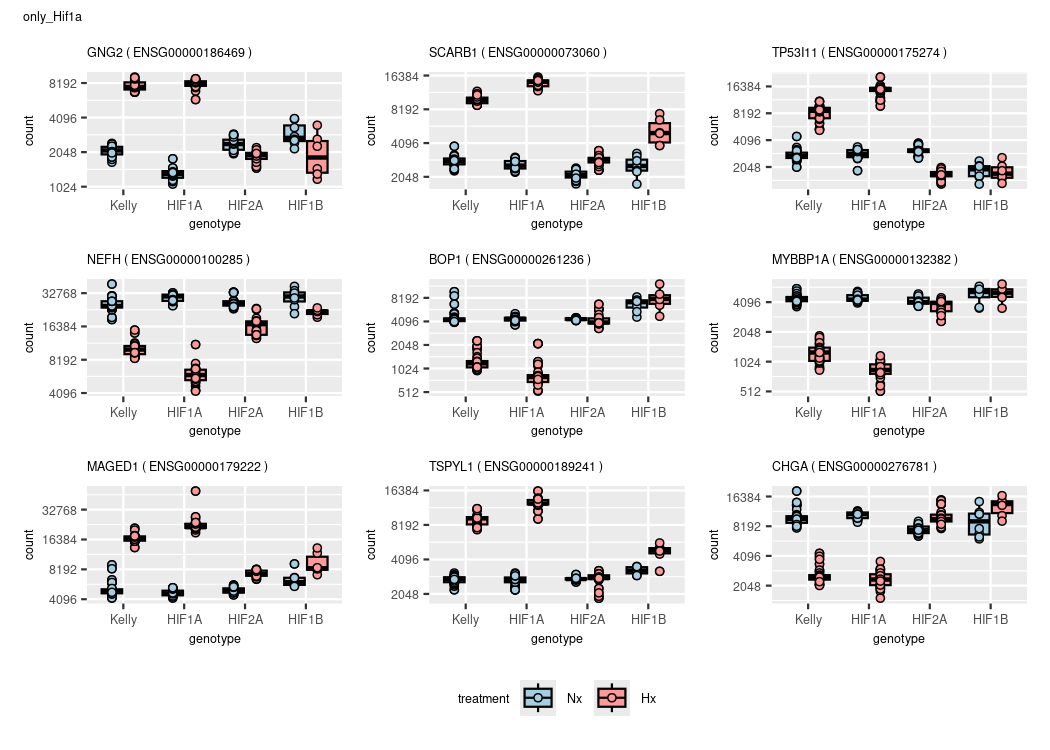 only_Hif1a
GNG2 ( ENSG00000186469 )
SCARB1 ( ENSG00000073060 )
TP53I11 ( ENSG00000175274 )
count
8192
4096
2048
1024
Kelly HIF1A HIF2A HIF1B
genotype
count
16384
8192
4096
2048
Kelly HIF1A HIF2A HIF1B
genotype
count
16384
8192
4096
2048
Kelly HIF1A HIF2A HIF1B
genotype
NEFH ( ENSG00000100285 )
BOP1 ( ENSG00000261236 )
MYBBP1A ( ENSG00000132382 )
count
32768
16384
8192
4096
Kelly HIF1A HIF2A HIF1B
genotype
count
8192
4096
2048
1024
512
Kelly HIF1A HIF2A HIF1B
genotype
count
4096
2048
1024
512
Kelly HIF1A HIF2A HIF1B
genotype
MAGED1 ( ENSG00000179222 )
TSPYL1 ( ENSG00000189241 )
CHGA ( ENSG00000276781 )
count
32768
16384
8192
4096
Kelly HIF1A HIF2A HIF1B
genotype
count
16384
8192
4096
2048
Kelly HIF1A HIF2A HIF1B
genotype
count
16384
8192
4096
2048
Kelly HIF1A HIF2A HIF1B
genotype
treatment Nx Hx